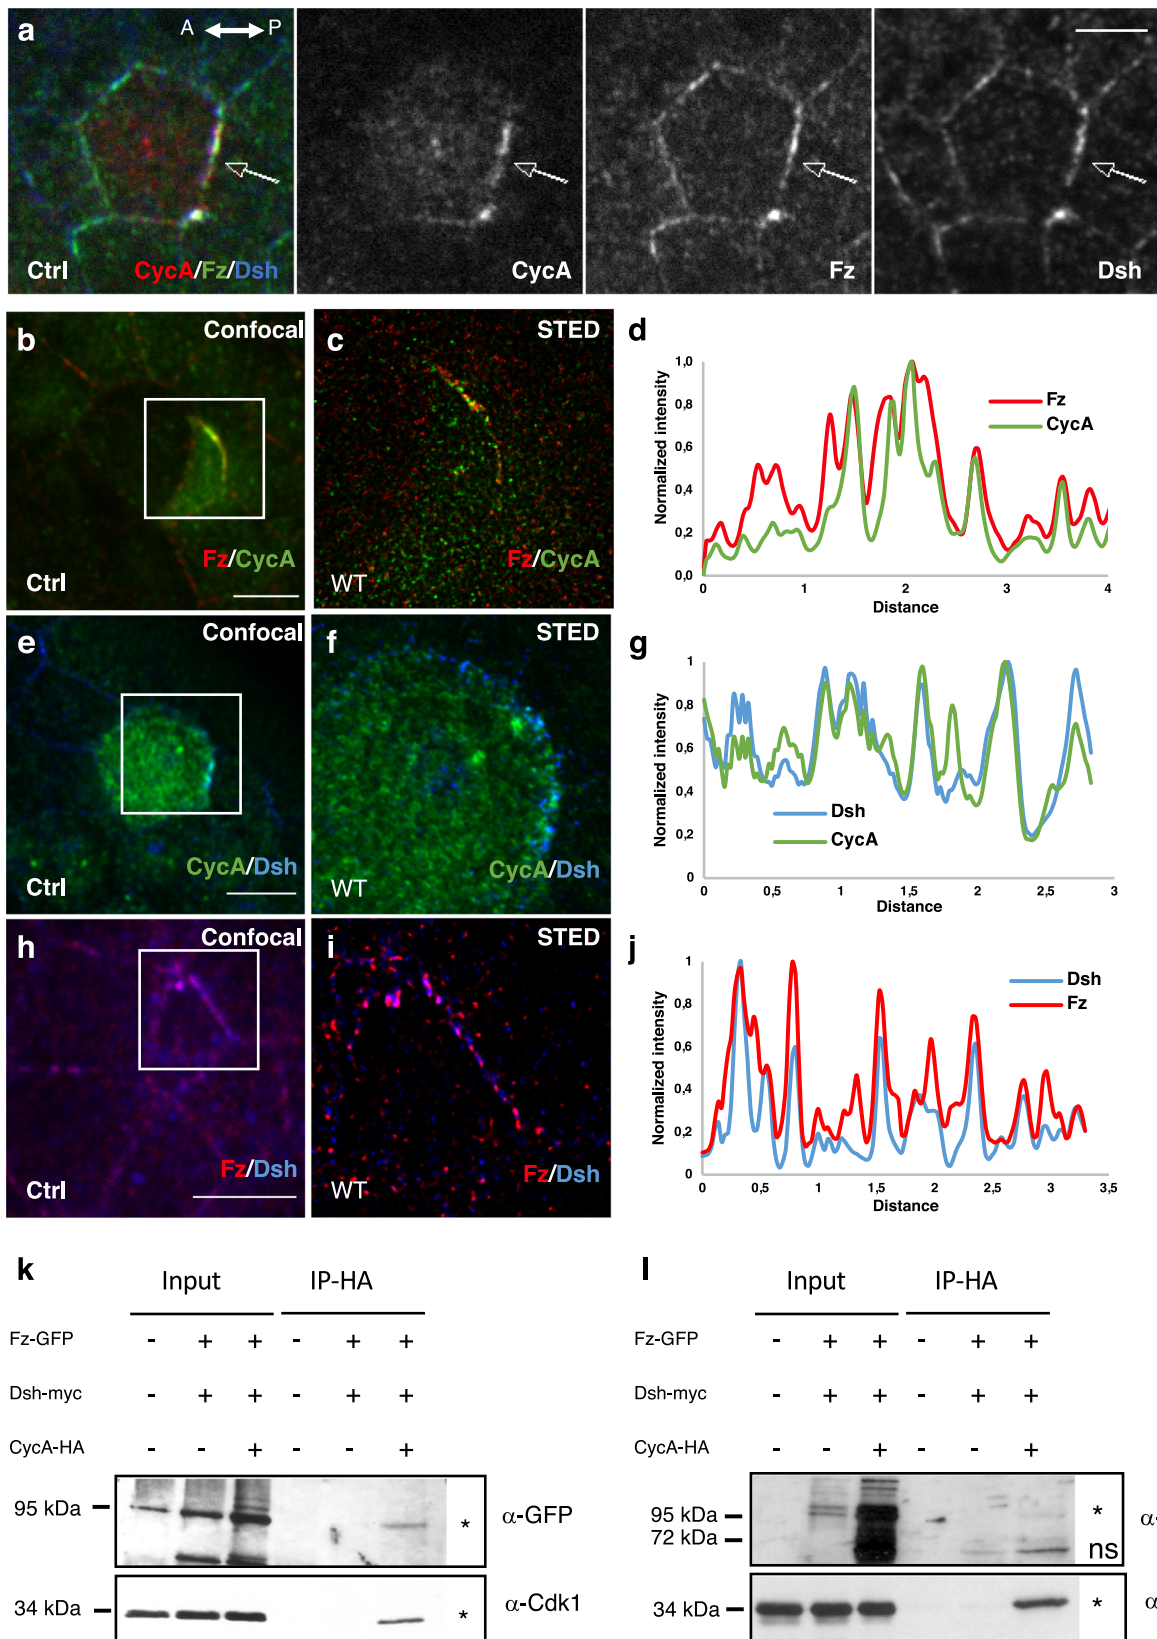 a
A P
Ctrl
CycA/Fz/Dsh
CycA
Fz
Dsh
b
Confocal
Fz/CycA
Ctrl
c
STED
Fz/CycA
WT
d
Normalized intensity
1,0
0,8
0,6
0,4
0,2
0,0
0 1 2 3 4
Distance
Fz
CycA
e
Confocal
CycA/Dsh
Ctrl
f
STED
CycA/Dsh
WT
g
Normalized intensity
1
0,8
0,6
0,4
0,2
0
0 0,5 1 1,5 2 2,5 3
Distance
Dsh
CycA
h
Confocal
Fz/Dsh
Ctrl
i
STED
Fz/Dsh
WT
j
Normalized intensity
1
0,8
0,6
0,4
0,2
1
0 0,5 1 1,5 2 2,5 3 3,5
Distance
Dsh
Fz
k
Input IP-HA
Fz-GFP - + + - + +
Dsh-myc - + + - + +
CycA-HA - - + - - +
95 kDa * α-GFP
34 kDa * α-Cdk1
l
Input IP-HA
Fz-GFP - + + - + +
Dsh-myc - + + - + +
CycA-HA - - + - - +
95 kDa * α-
72 kDa ns
34 kDa * α